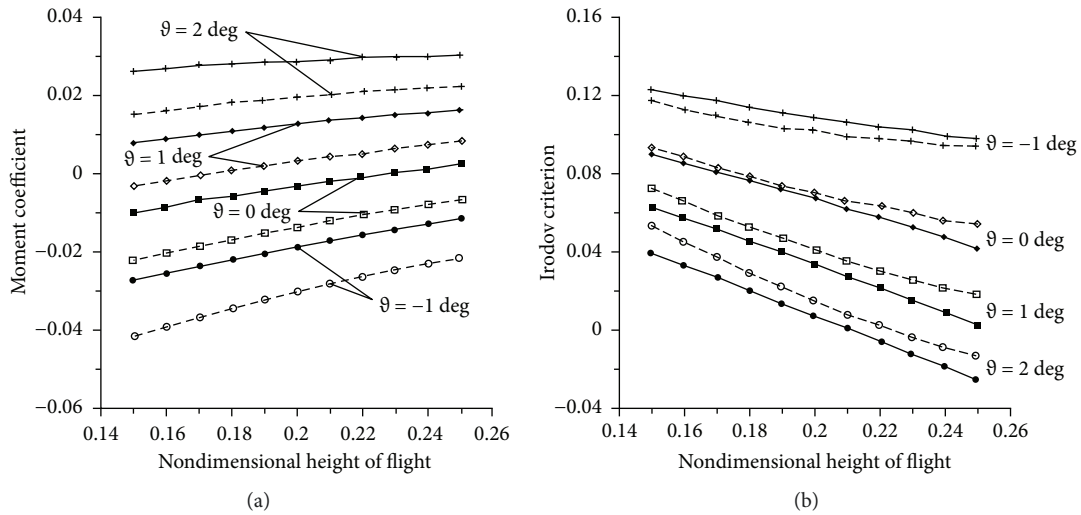 0.04
0.02
0
−0.02
−0.04
−0.06
Moment coefficient
ϑ = 2 deg
ϑ = 1 deg
ϑ = 0 deg
ϑ = −1 deg
0.14 0.16 0.18 0.2 0.22 0.24 0.26
Nondimensional height of flight
(a)
0.16
0.12
0.08
0.04
0
−0.04
Irodov criterion
ϑ = −1 deg
ϑ = 0 deg
ϑ = 1 deg
ϑ = 2 deg
0.14 0.16 0.18 0.2 0.22 0.24 0.26
Nondimensional height of flight
(b)